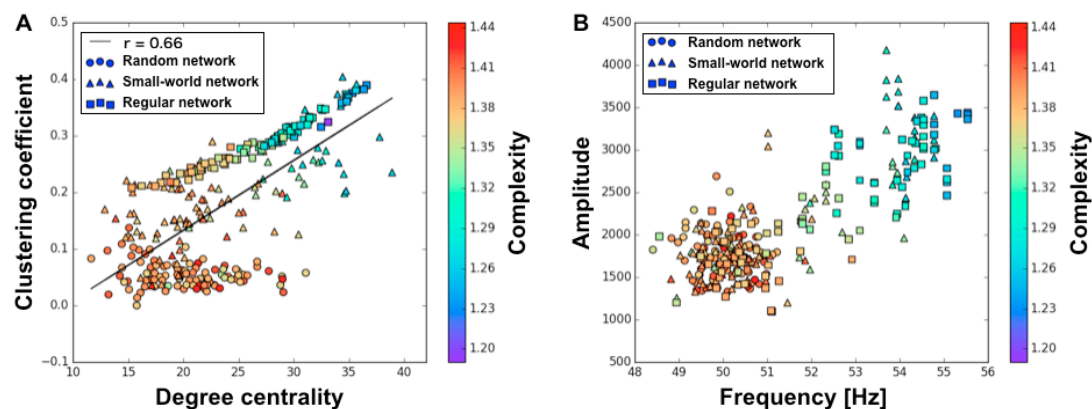 A
r = 0.66
Random network
Small-world network
Regular network
Clustering coefficient
0.5
0.4
0.3
0.2
0.1
0.0
−0.1
10 15 20 25 30 35 40
Degree centrality
1.44
1.41
1.38
1.35
1.32
1.29
1.26
1.23
1.20
Complexity
B
Random network
Small-world network
Regular network
Amplitude
4500
4000
3500
3000
2500
2000
1500
1000
500
48 49 50 51 52 53 54 55 56
Frequency [Hz]
1.44
1.41
1.38
1.35
1.32
1.29
1.26
1.23
1.20
Complexity